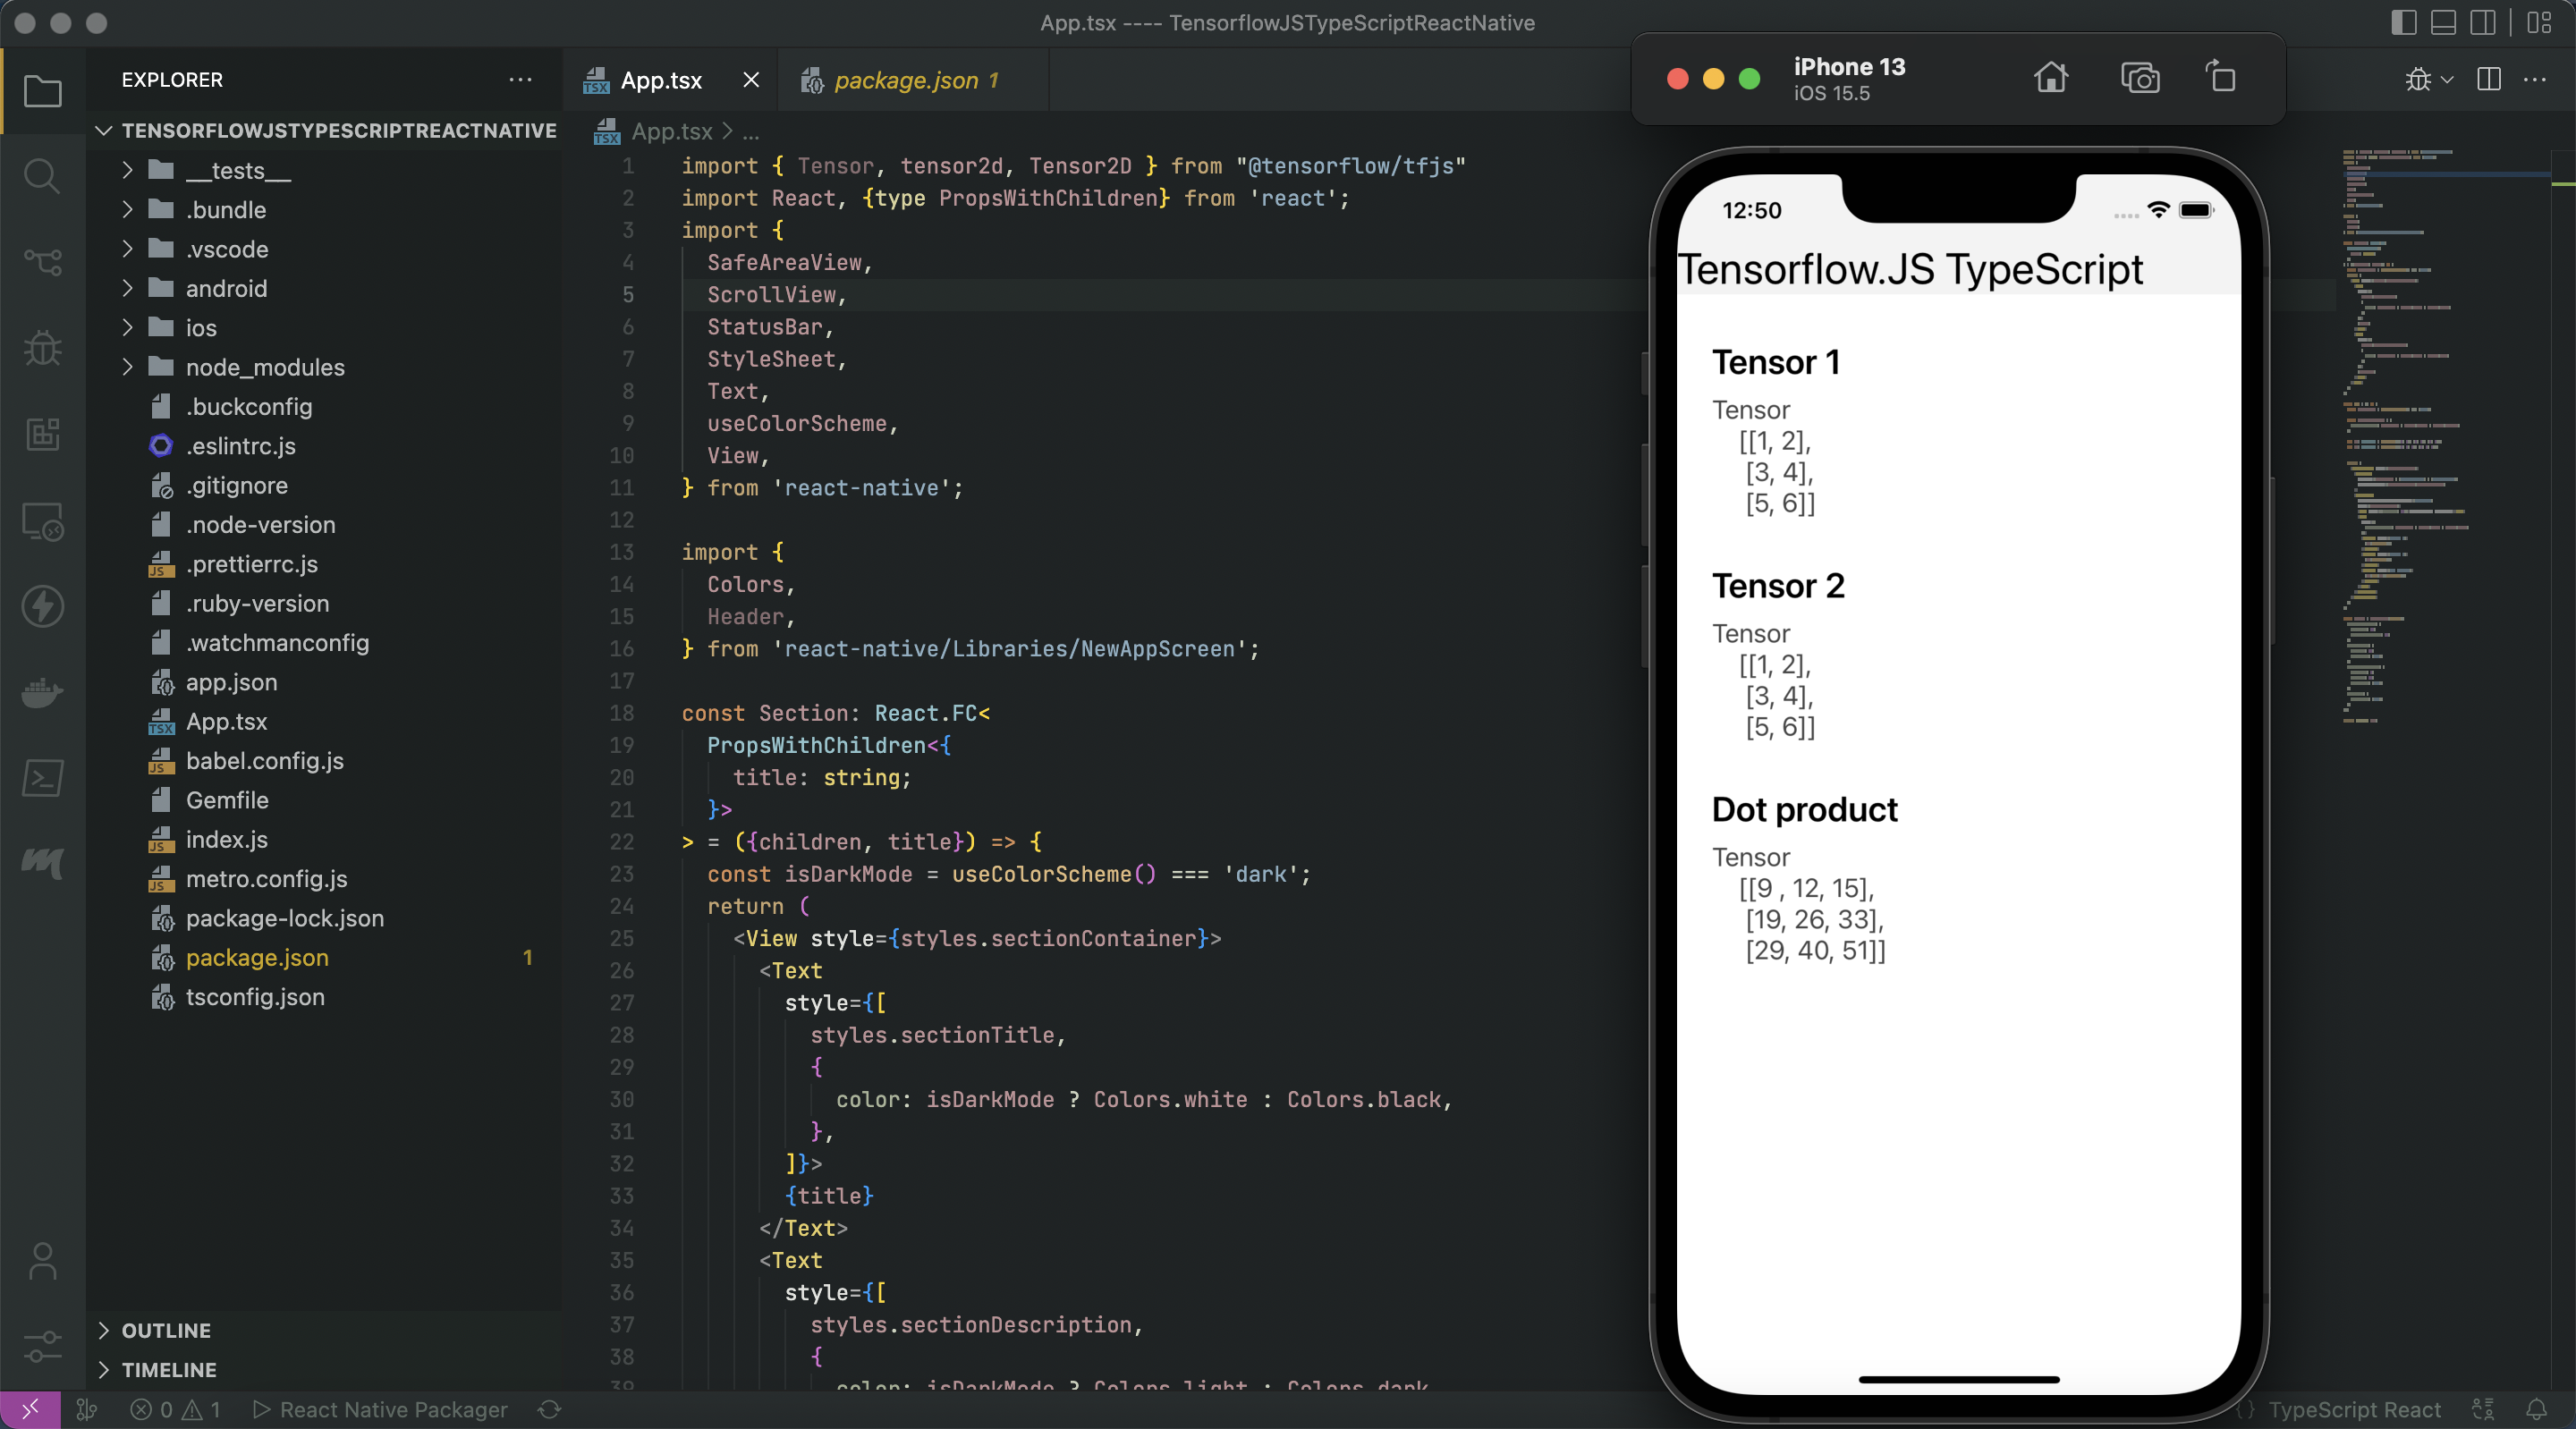 App.tsx ---- TensorflowJSTypeScriptReactNative
EXPLORER
TENSORFLOWJSTYPESCRIPTREACTNATIVE
__tests__
.bundle
.vscode
android
ios
node_modules
.buckconfig
.eslintrc.js
.gitignore
.node-version
.prettierrc.js
.ruby-version
.watchmanconfig
app.json
App.tsx
babel.config.js
Gemfile
index.js
metro.config.js
package-lock.json
package.json 1
tsconfig.json
OUTLINE
TIMELINE
App.tsx
package.json 1
App.tsx > ...
1 import { Tensor, tensor2d, Tensor2D } from "@tensorflow/tfjs"
2 import React, {type PropsWithChildren} from 'react';
3 import {
4 SafeAreaView,
5 ScrollView,
6 StatusBar,
7 StyleSheet,
8 Text,
9 useColorScheme,
10 View,
11 } from 'react-native';
12
13 import {
14 Colors,
15 Header,
16 } from 'react-native/Libraries/NewAppScreen';
17
18 const Section: React.FC<
19 PropsWithChildren<{
20 title: string;
21 }>
22 > = ({children, title}) => {
23 const isDarkMode = useColorScheme() === 'dark';
24 return (
25 <View style={styles.sectionContainer}>
26 <Text
27 style={[
28 styles.sectionTitle,
29 {
30 color: isDarkMode ? Colors.white : Colors.black,
31 },
32 ]}>
33 {title}
34 </Text>
35 <Text
36 style={[
37 styles.sectionDescription,
38 {
39 color: isDarkMode ? Colors.light : Colors.dark
iPhone 13
iOS 15.5
12:50
Tensorflow.JS TypeScript
Tensor 1
Tensor
[[1, 2],
[3, 4],
[5, 6]]
Tensor 2
Tensor
[[1, 2],
[3, 4],
[5, 6]]
Dot product
Tensor
[[9 , 12, 15],
[19, 26, 33],
[29, 40, 51]]
0 1 React Native Packager
{} TypeScript React